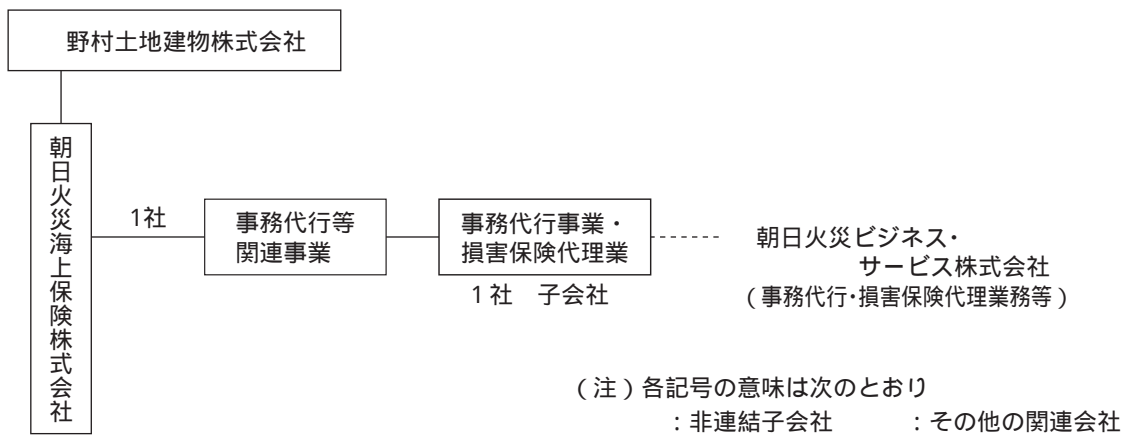 野村土地建物株式会社
朝日火災海上保険株式会社
1社
事務代行等
関連事業
事務代行事業・
損害保険代理業
1社 子会社
朝日火災ビジネス・
サービス株式会社
(事務代行・損害保険代理業務等)
(注)各記号の意味は次のとおり
:非連結子会社 :その他の関連会社